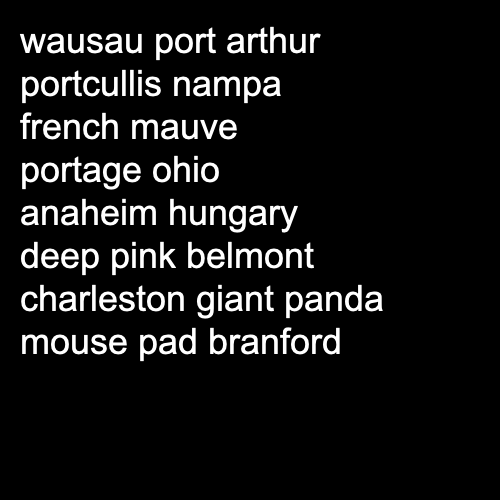 wausau port arthur
portcullis nampa
french mauve
portage ohio
anaheim hungary
deep pink belmont
charleston giant panda
mouse pad branford